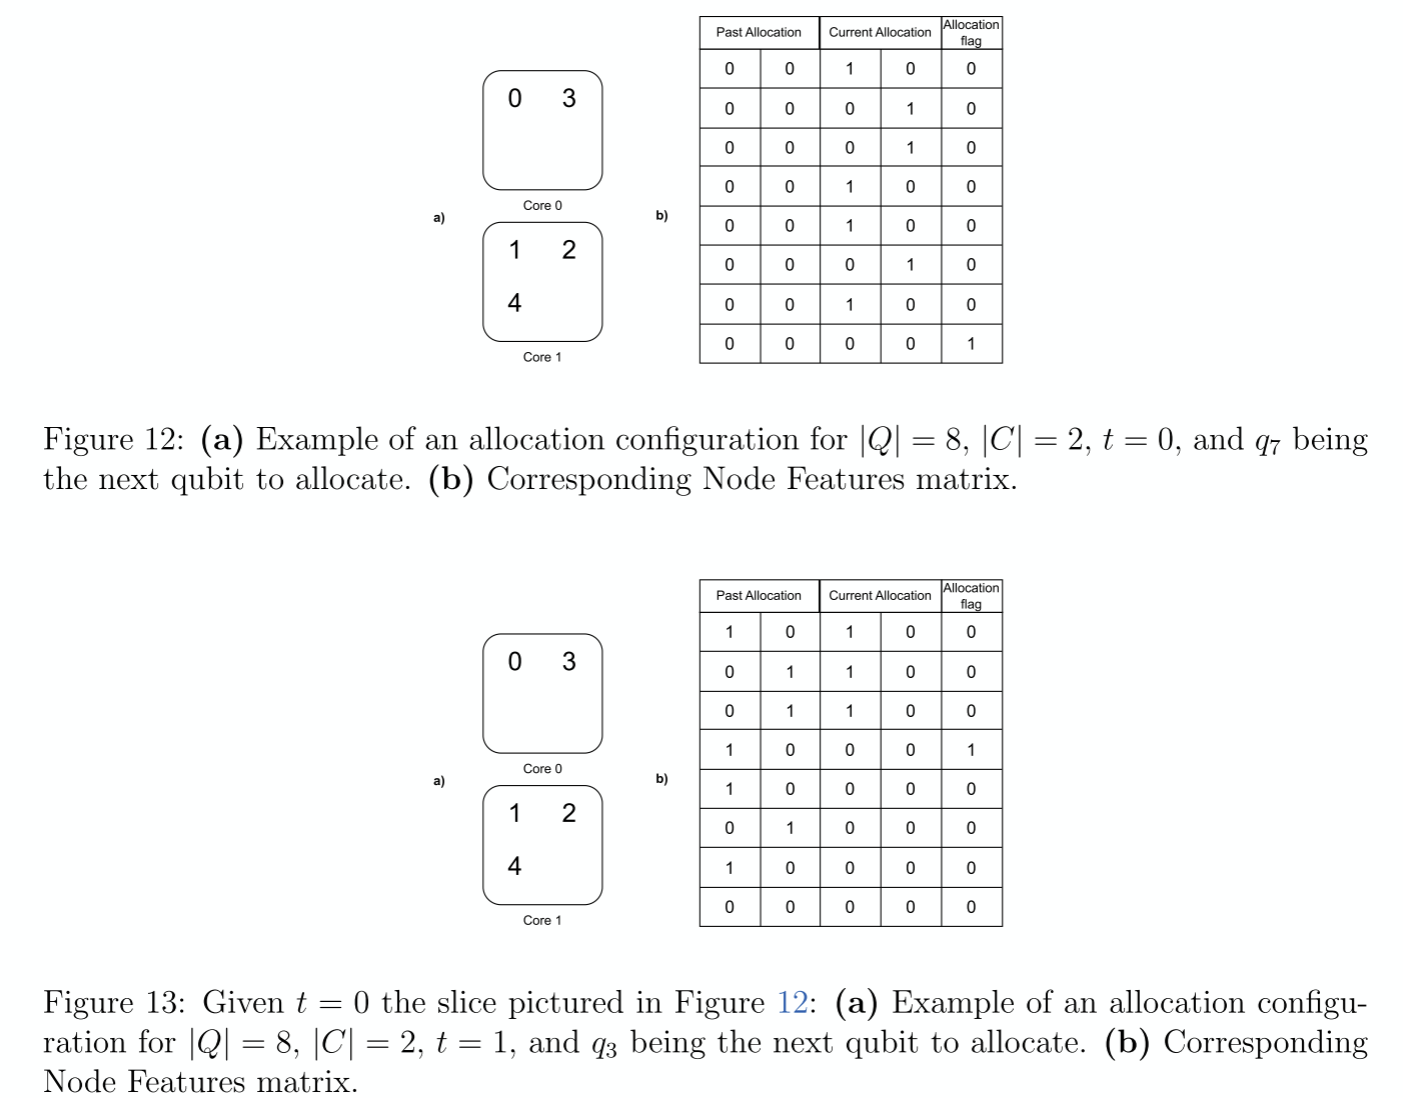 0 3
Core 0
a)
1 2
4
Core 1
b)
Past Allocation Current Allocation Allocation flag
0 0 1 0 0
0 0 0 1 0
0 0 0 1 0
0 0 1 0 0
0 0 1 0 0
0 0 0 1 0
0 0 1 0 0
0 0 0 0 1
Figure 12: (a) Example of an allocation configuration for |Q| = 8, |C| = 2, t = 0, and q7 being
the next qubit to allocate. (b) Corresponding Node Features matrix.
0 3
Core 0
a)
1 2
4
Core 1
b)
Past Allocation Current Allocation Allocation flag
1 0 1 0 0
0 1 1 0 0
0 1 1 0 0
1 0 0 0 1
1 0 0 0 0
0 1 0 0 0
1 0 0 0 0
0 0 0 0 0
Figure 13: Given t = 0 the slice pictured in Figure 12: (a) Example of an allocation configu-
ration for |Q| = 8, |C| = 2, t = 1, and q3 being the next qubit to allocate. (b) Corresponding
Node Features matrix.